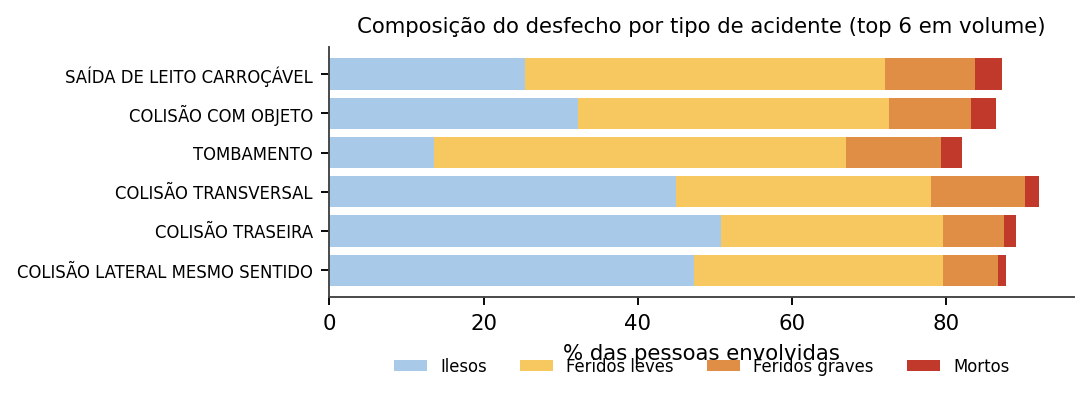 Composição do desfecho por tipo de acidente (top 6 em volume)
SAÍDA DE LEITO CARROÇÁVEL
COLISÃO COM OBJETO
TOMBAMENTO
COLISÃO TRANSVERSAL
COLISÃO TRASEIRA
COLISÃO LATERAL MESMO SENTIDO
0 20 40 60 80
% das pessoas envolvidas
Ilesos Feridos leves Feridos graves Mortos